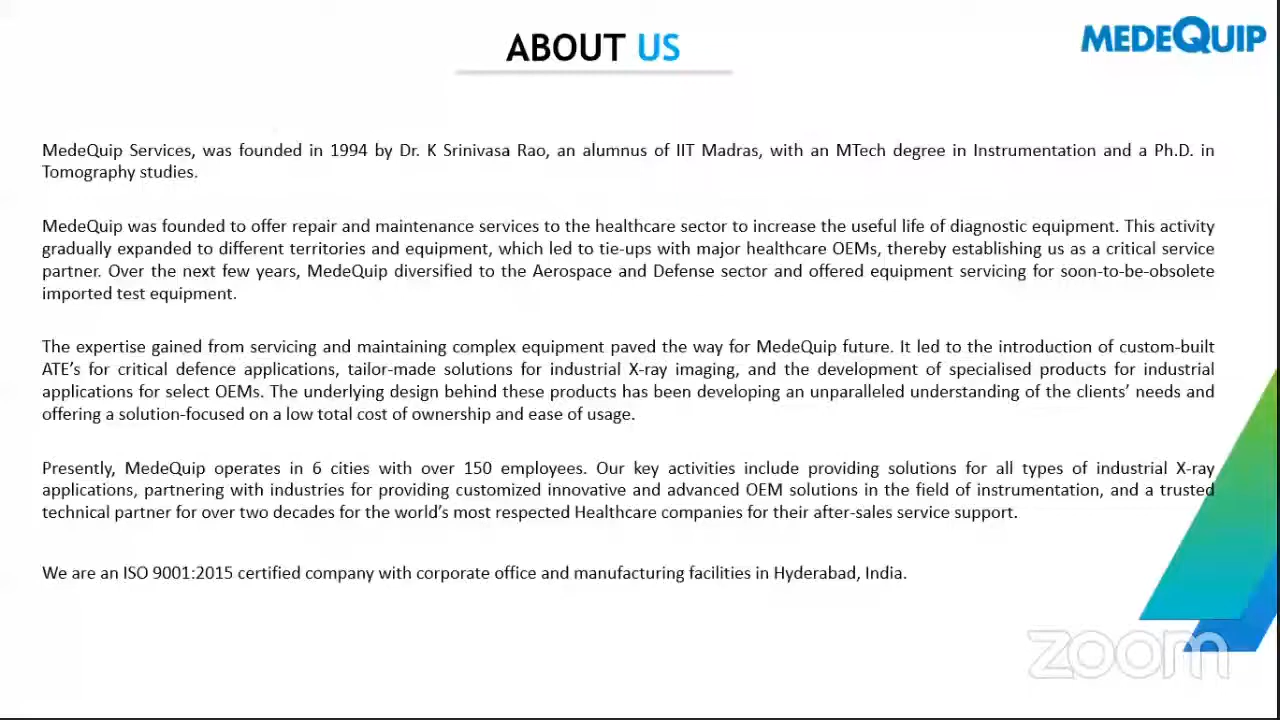 ABOUT US
MEDEQUIP
MedeQuip Services, was founded in 1994 by Dr. K Srinivasa Rao, an alumnus of IIT Madras, with an MTech degree in Instrumentation and a Ph.D. in
Tomography studies.
MedeQuip was founded to offer repair and maintenance services to the healthcare sector to increase the useful life of diagnostic equipment. This activity
gradually expanded to different territories and equipment, which led to tie-ups with major healthcare OEMs, thereby establishing us as a critical service
partner. Over the next few years, MedeQuip diversified to the Aerospace and Defense sector and offered equipment servicing for soon-to-be-obsolete
imported test equipment.
The expertise gained from servicing and maintaining complex equipment paved the way for MedeQuip future. It led to the introduction of custom-built
ATE’s for critical defence applications, tailor-made solutions for industrial X-ray imaging, and the development of specialised products for industrial
applications for select OEMs. The underlying design behind these products has been developing an unparalleled understanding of the clients’ needs and
offering a solution-focused on a low total cost of ownership and ease of usage.
Presently, MedeQuip operates in 6 cities with over 150 employees. Our key activities include providing solutions for all types of industrial X-ray
applications, partnering with industries for providing customized innovative and advanced OEM solutions in the field of instrumentation, and a trusted
technical partner for over two decades for the world’s most respected Healthcare companies for their after-sales service support.
We are an ISO 9001:2015 certified company with corporate office and manufacturing facilities in Hyderabad, India.
zoom